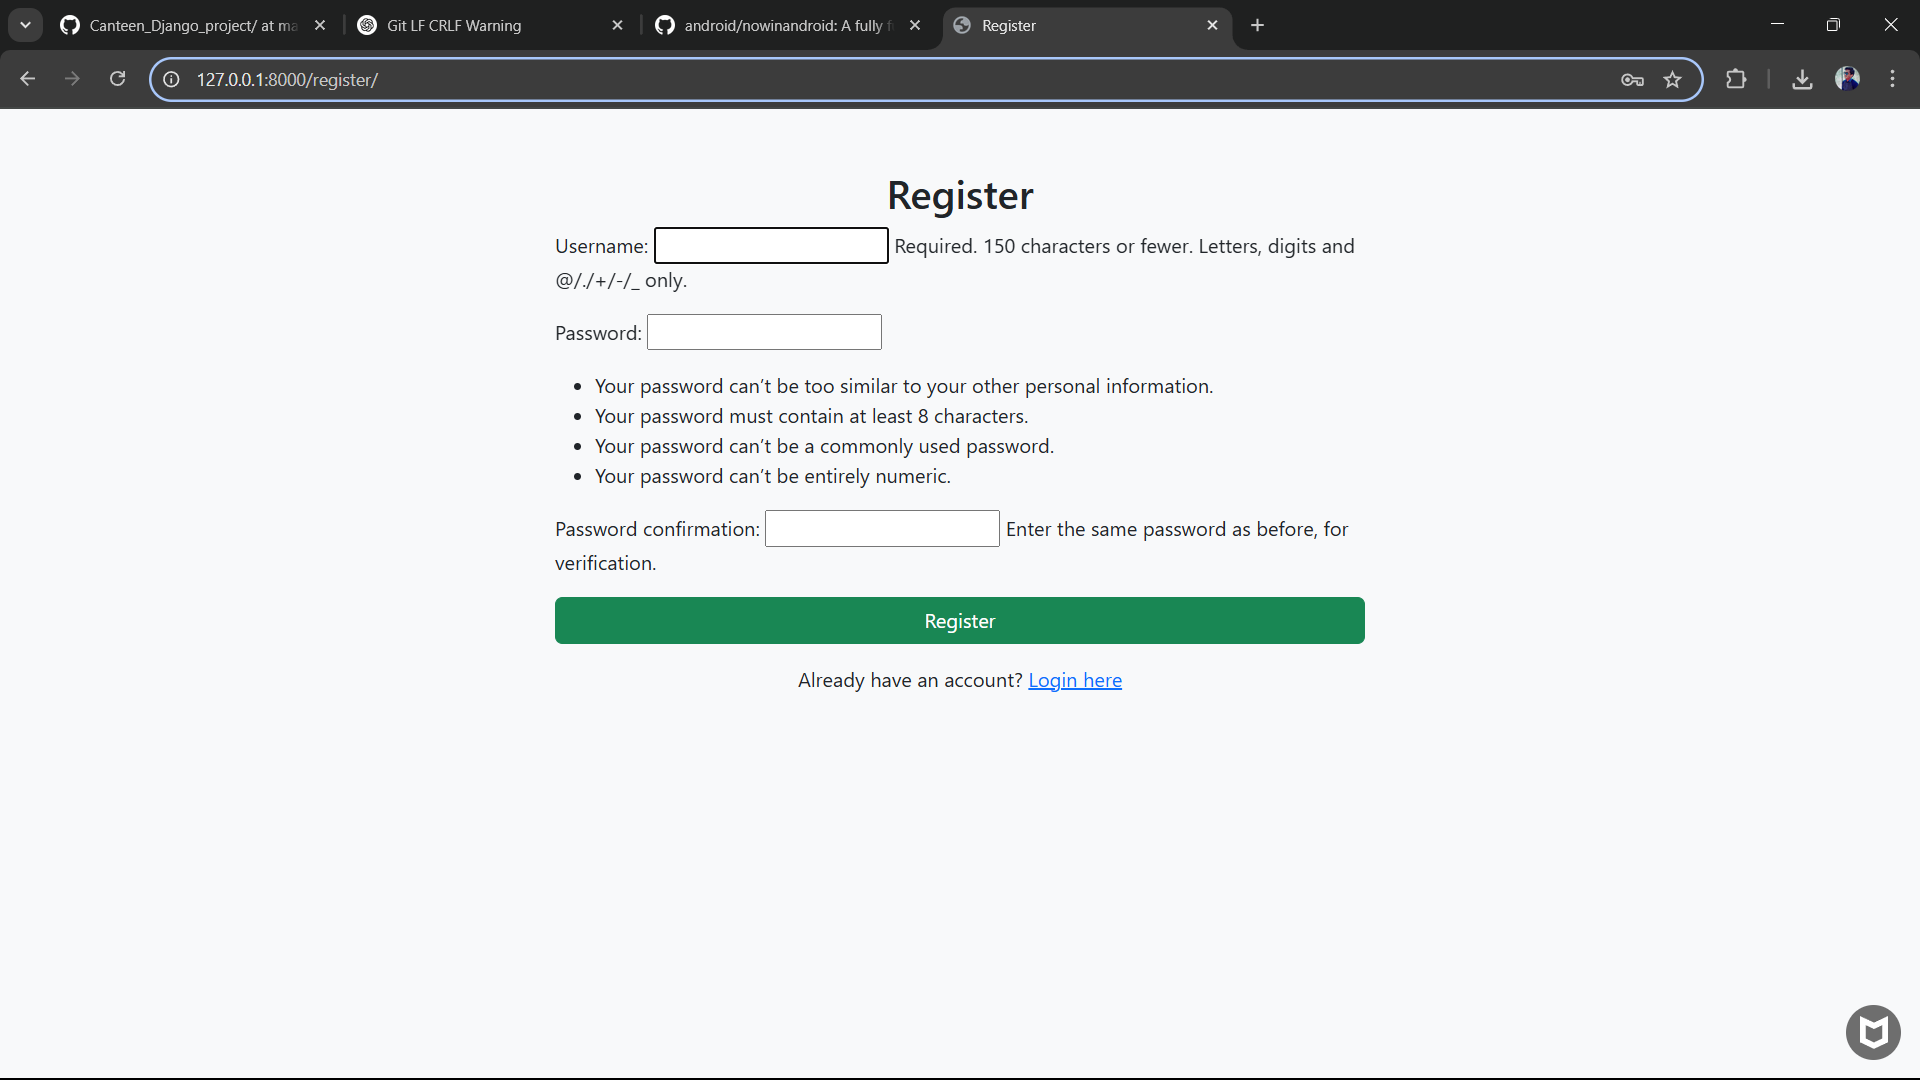 Canteen_Django_project/ at ma
Git LF CRLF Warning
android/nowinandroid: A fully f
Register
127.0.0.1:8000/register/
Register
Username: Required. 150 characters or fewer. Letters, digits and
@/./+/-/_ only.
Password:
• Your password can’t be too similar to your other personal information.
• Your password must contain at least 8 characters.
• Your password can’t be a commonly used password.
• Your password can’t be entirely numeric.
Password confirmation: Enter the same password as before, for
verification.
Register
Already have an account? Login here